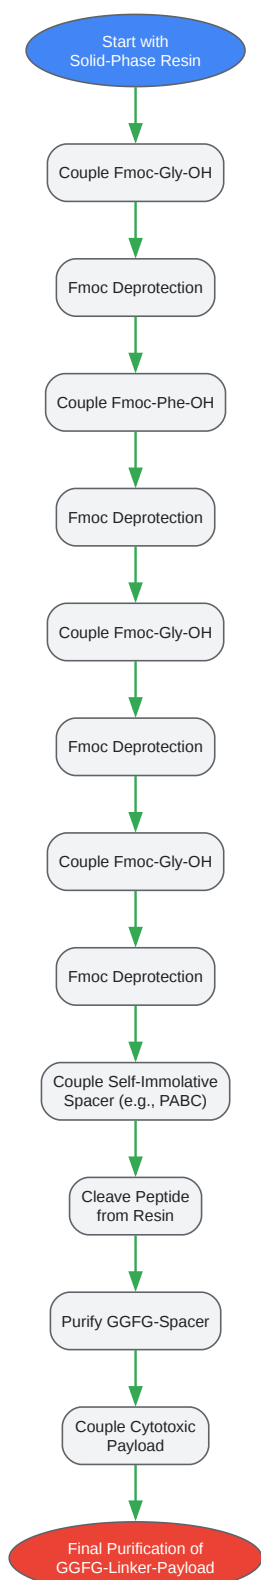 Start with
Solid-Phase Resin
Couple Fmoc-Gly-OH
Fmoc Deprotection
Couple Fmoc-Phe-OH
Fmoc Deprotection
Couple Fmoc-Gly-OH
Fmoc Deprotection
Couple Fmoc-Gly-OH
Fmoc Deprotection
Couple Self-Immolative
Spacer (e.g., PABC)
Cleave Peptide
from Resin
Purify GGFG-Spacer
Couple Cytotoxic
Payload
Final Purification of
GGFG-Linker-Payload